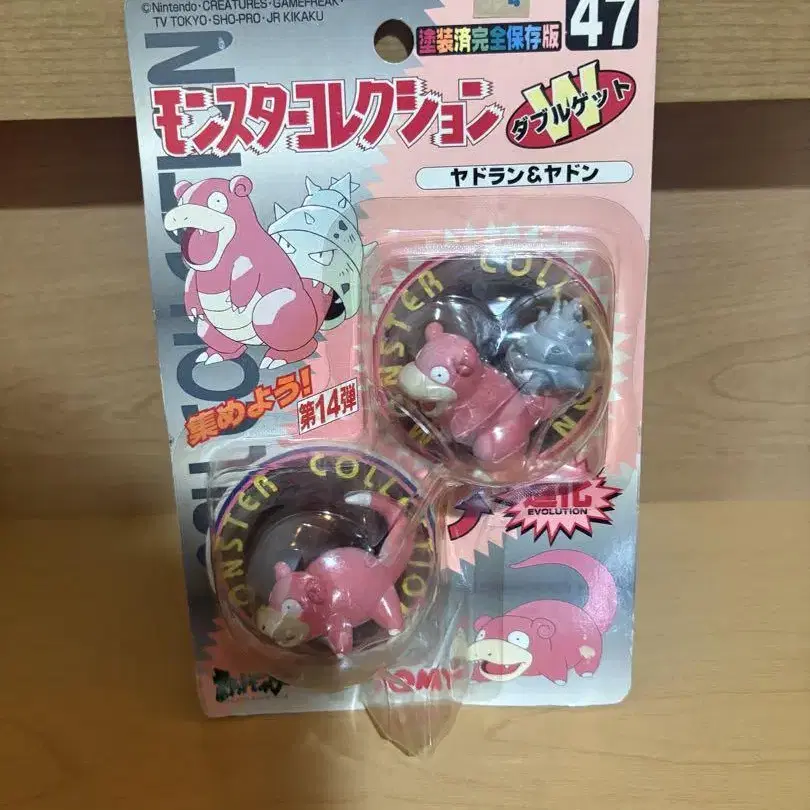 ©Nintendo・CREATURES・GAMEFREAK・
TV TOKYO・SHO-PRO・JR KIKAKU
塗装済完全保存版
47
モンスターコレクション
W
ダブルゲット
ヤドラン&ヤドン
MONSTER COLLECTION
集めよう!
第14弾
進化
EVOLUTION
MONSTER COLLECTION
TOMY